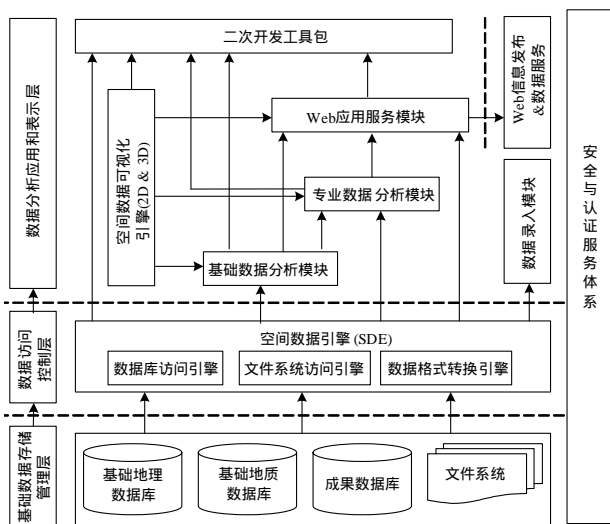 二次开发工具包
Web应用服务模块
Web信息发布
&数据服务
数据分析应用和表示层
空间数据可视化
引擎(2D & 3D)
专业数据分析模块
基础数据分析模块
数据录入模块
安全与认证服务体系
数据访问
控制层
空间数据引擎(SDE)
数据库访问引擎
文件系统访问引擎
数据格式转换引擎
基础数据存储
管理层
基础地理
数据库
基础地质
数据库
成果数据库
文件系统